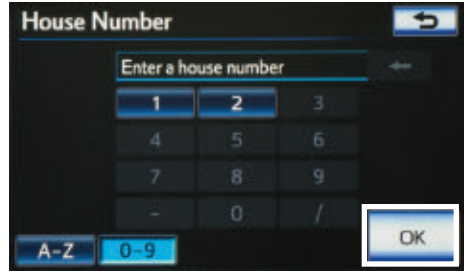 House Number
Enter a house number
1 2 3
4 5 6
7 8 9
- 0 /
A-Z 0-9 OK